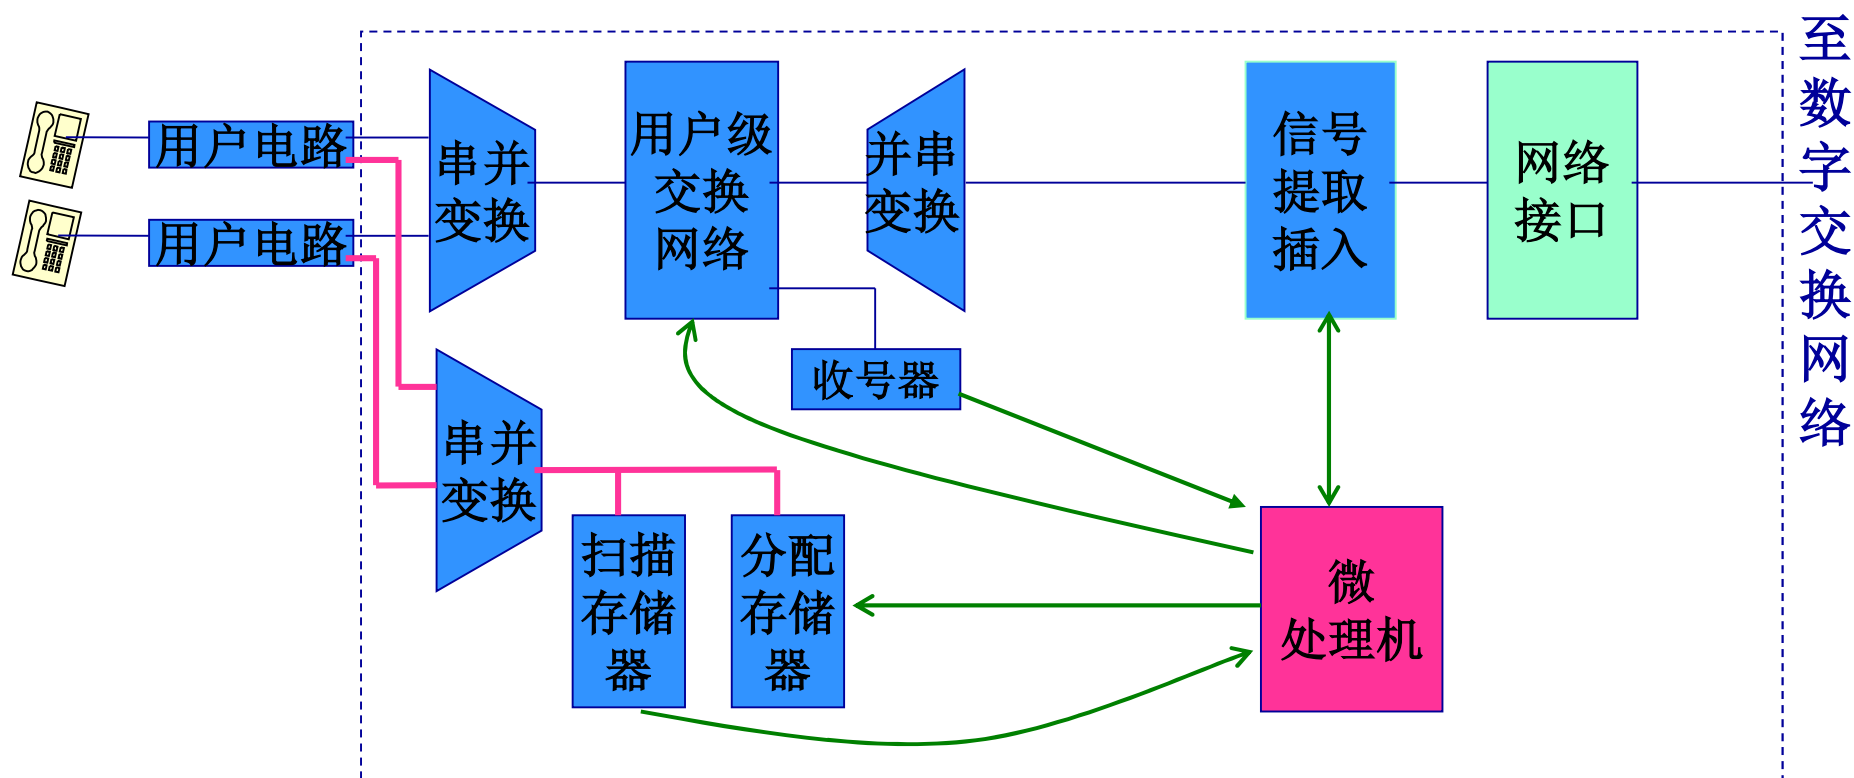 用户电路
用户电路
串并
变换
用户级
交换
网络
并串
变换
信号
提取
插入
网络
接口
至
数
字
交
换
网
络
收号器
串并
变换
扫描
存储
器
分配
存储
器
微
处理机